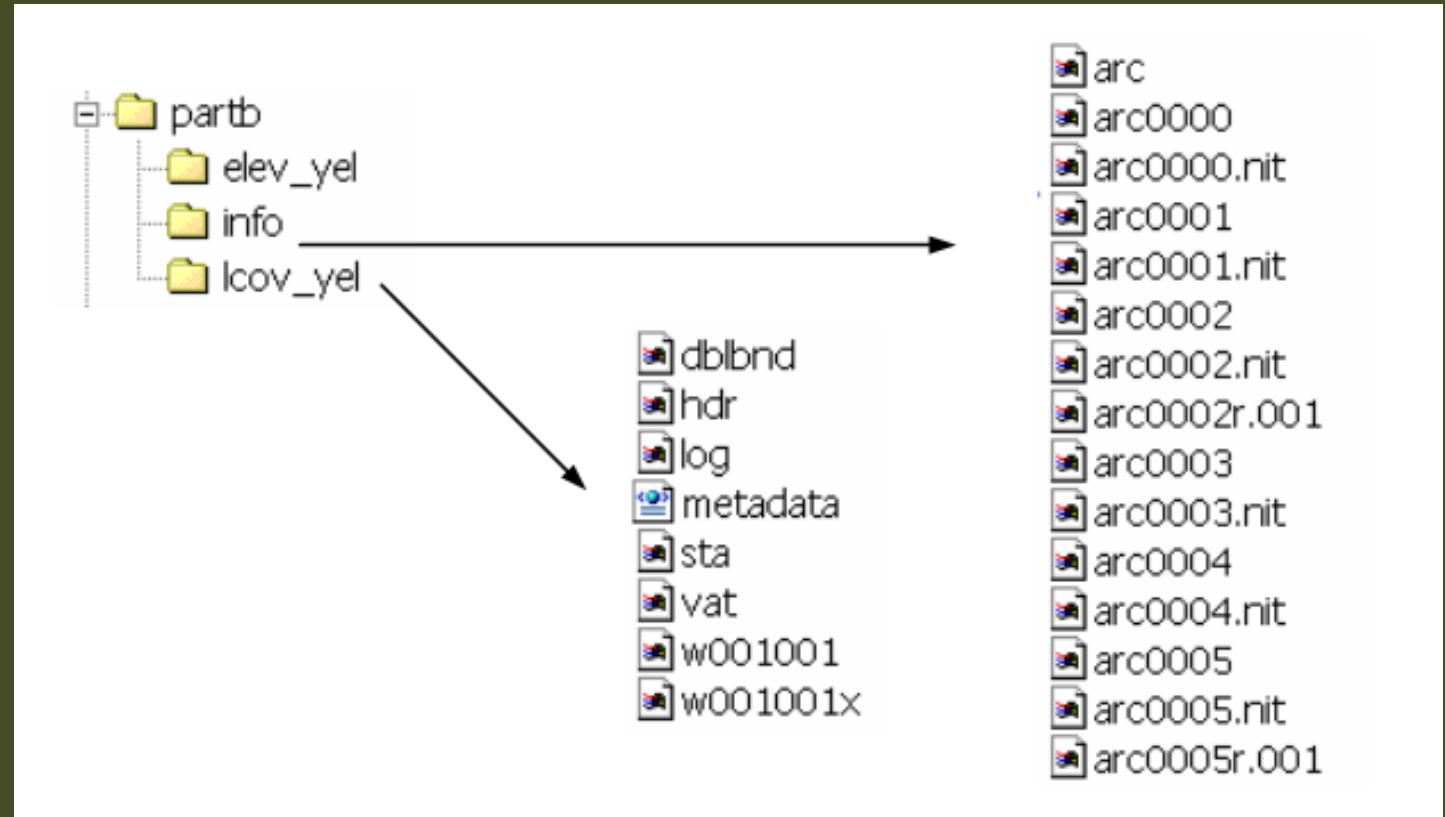 partb
elev_yel
info
lcov_yel
dblbnd
hdr
log
metadata
sta
vat
w001001
w001001x
arc
arc0000
arc0000.nit
arc0001
arc0001.nit
arc0002
arc0002.nit
arc0002r.001
arc0003
arc0003.nit
arc0004
arc0004.nit
arc0005
arc0005.nit
arc0005r.001